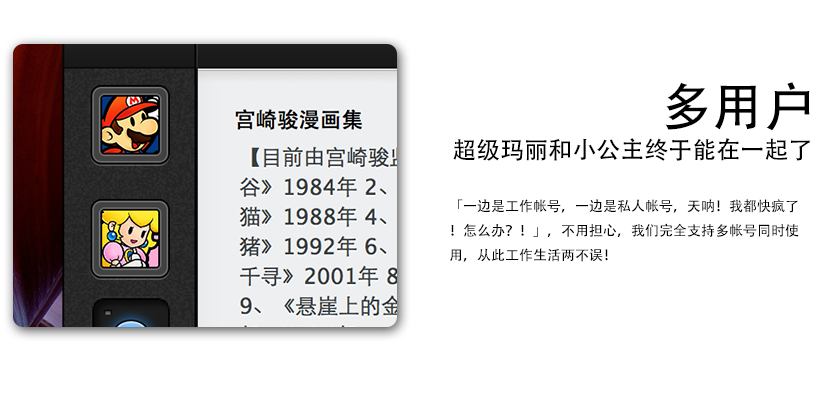 宫崎骏漫画集
【目前由宫崎骏
谷》1984年 2、
猫》1988年 4、
猪》1992年 6、
千寻》2001年 8
9、《悬崖上的金
多用户
超级玛丽和小公主终于能在一起了
「一边是工作帐号，一边是私人帐号，天呐！我都快疯了
！怎么办？！」，不用担心，我们完全支持多帐号同时使
用，从此工作生活两不误！